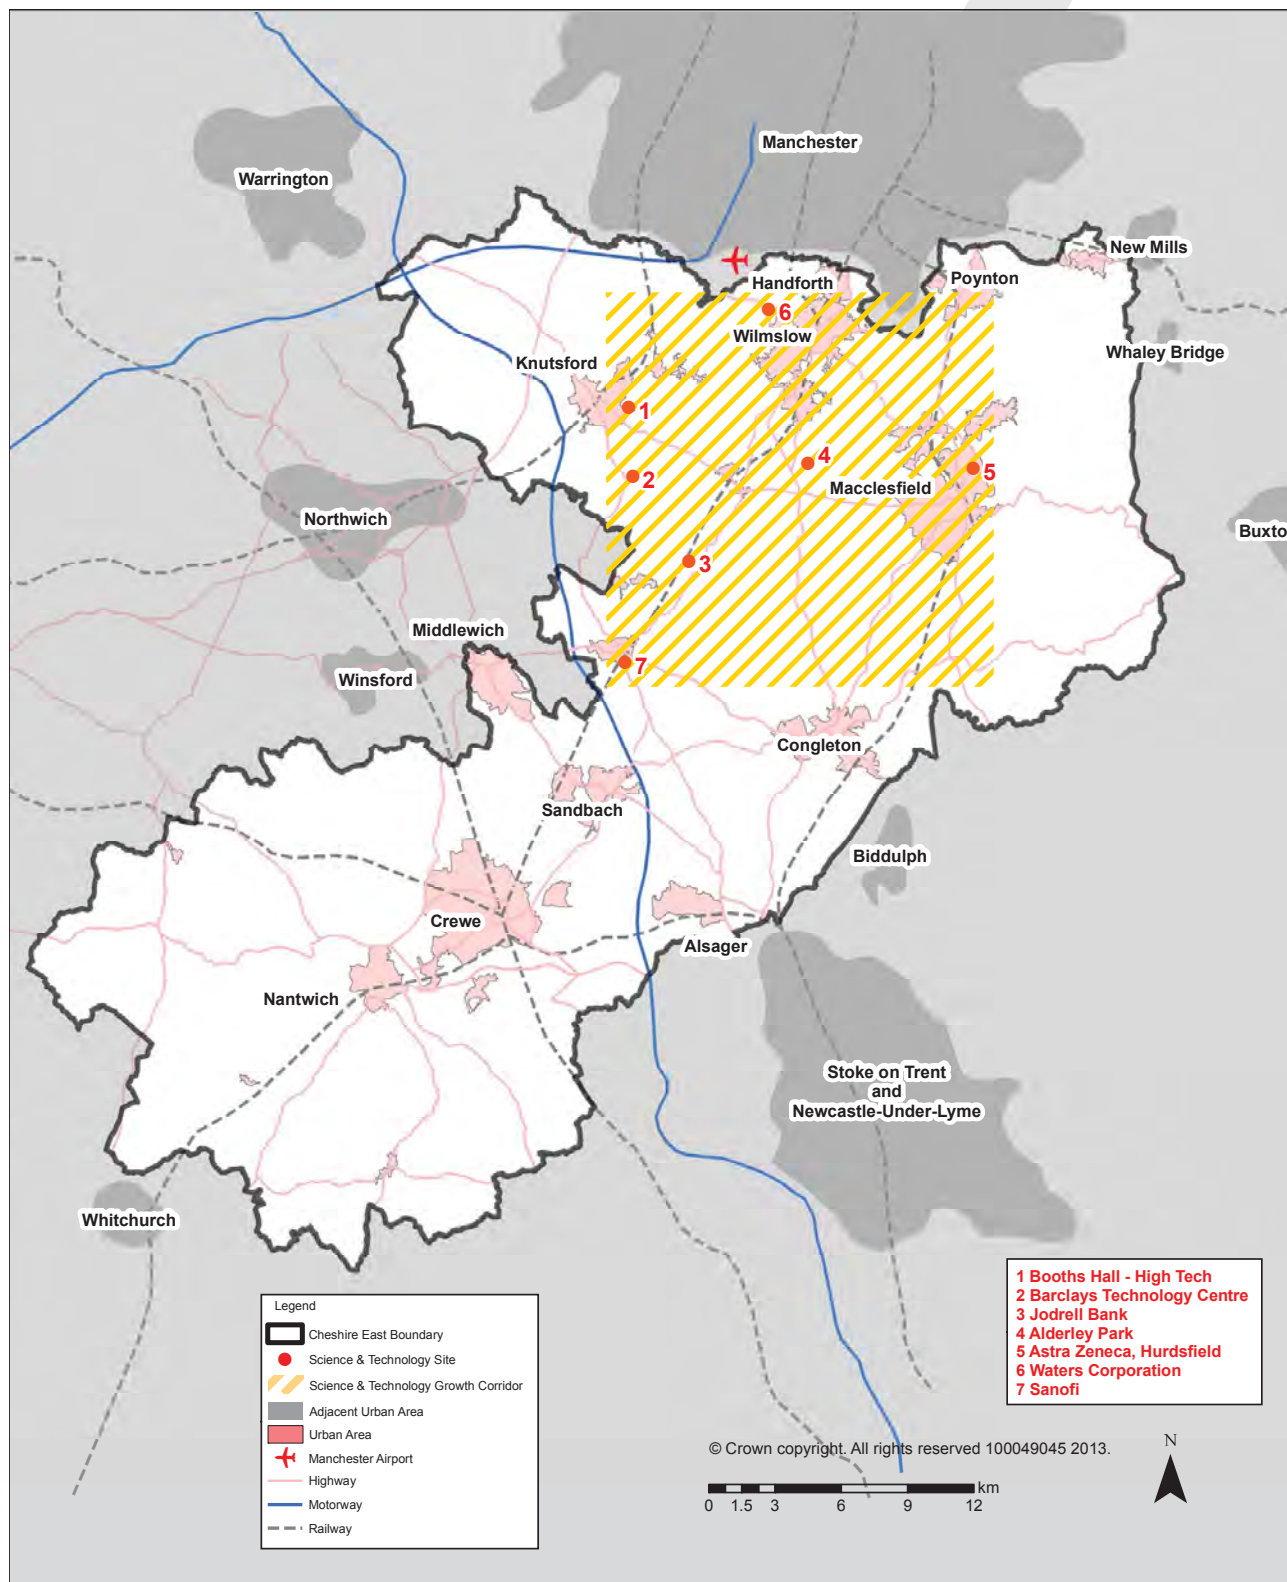 Manchester
Warrington
New Mills
Handforth
Poynton
6
Wilmslow
Whaley Bridge
Knutsford
1
4
5
2
Macclesfield
Northwich
Buxto
3
Middlewich
7
Winsford
Congleton
Sandbach
Biddulph
Crewe
Alsager
Nantwich
Stoke on Trent
and
Newcastle-Under-Lyme
Whitchurch
1 Booths Hall - High Tech
2 Barclays Technology Centre
3 Jodrell Bank
4 Alderley Park
5 Astra Zeneca, Hurdsfield
6 Waters Corporation
7 Sanofi
Legend
Cheshire East Boundary
Science & Technology Site
Science & Technology Growth Corridor
Adjacent Urban Area
Urban Area
Manchester Airport
Highway
Motorway
Railway
© Crown copyright. All rights reserved 100049045 2013.
N
km
0 1.5 3 6 9 12